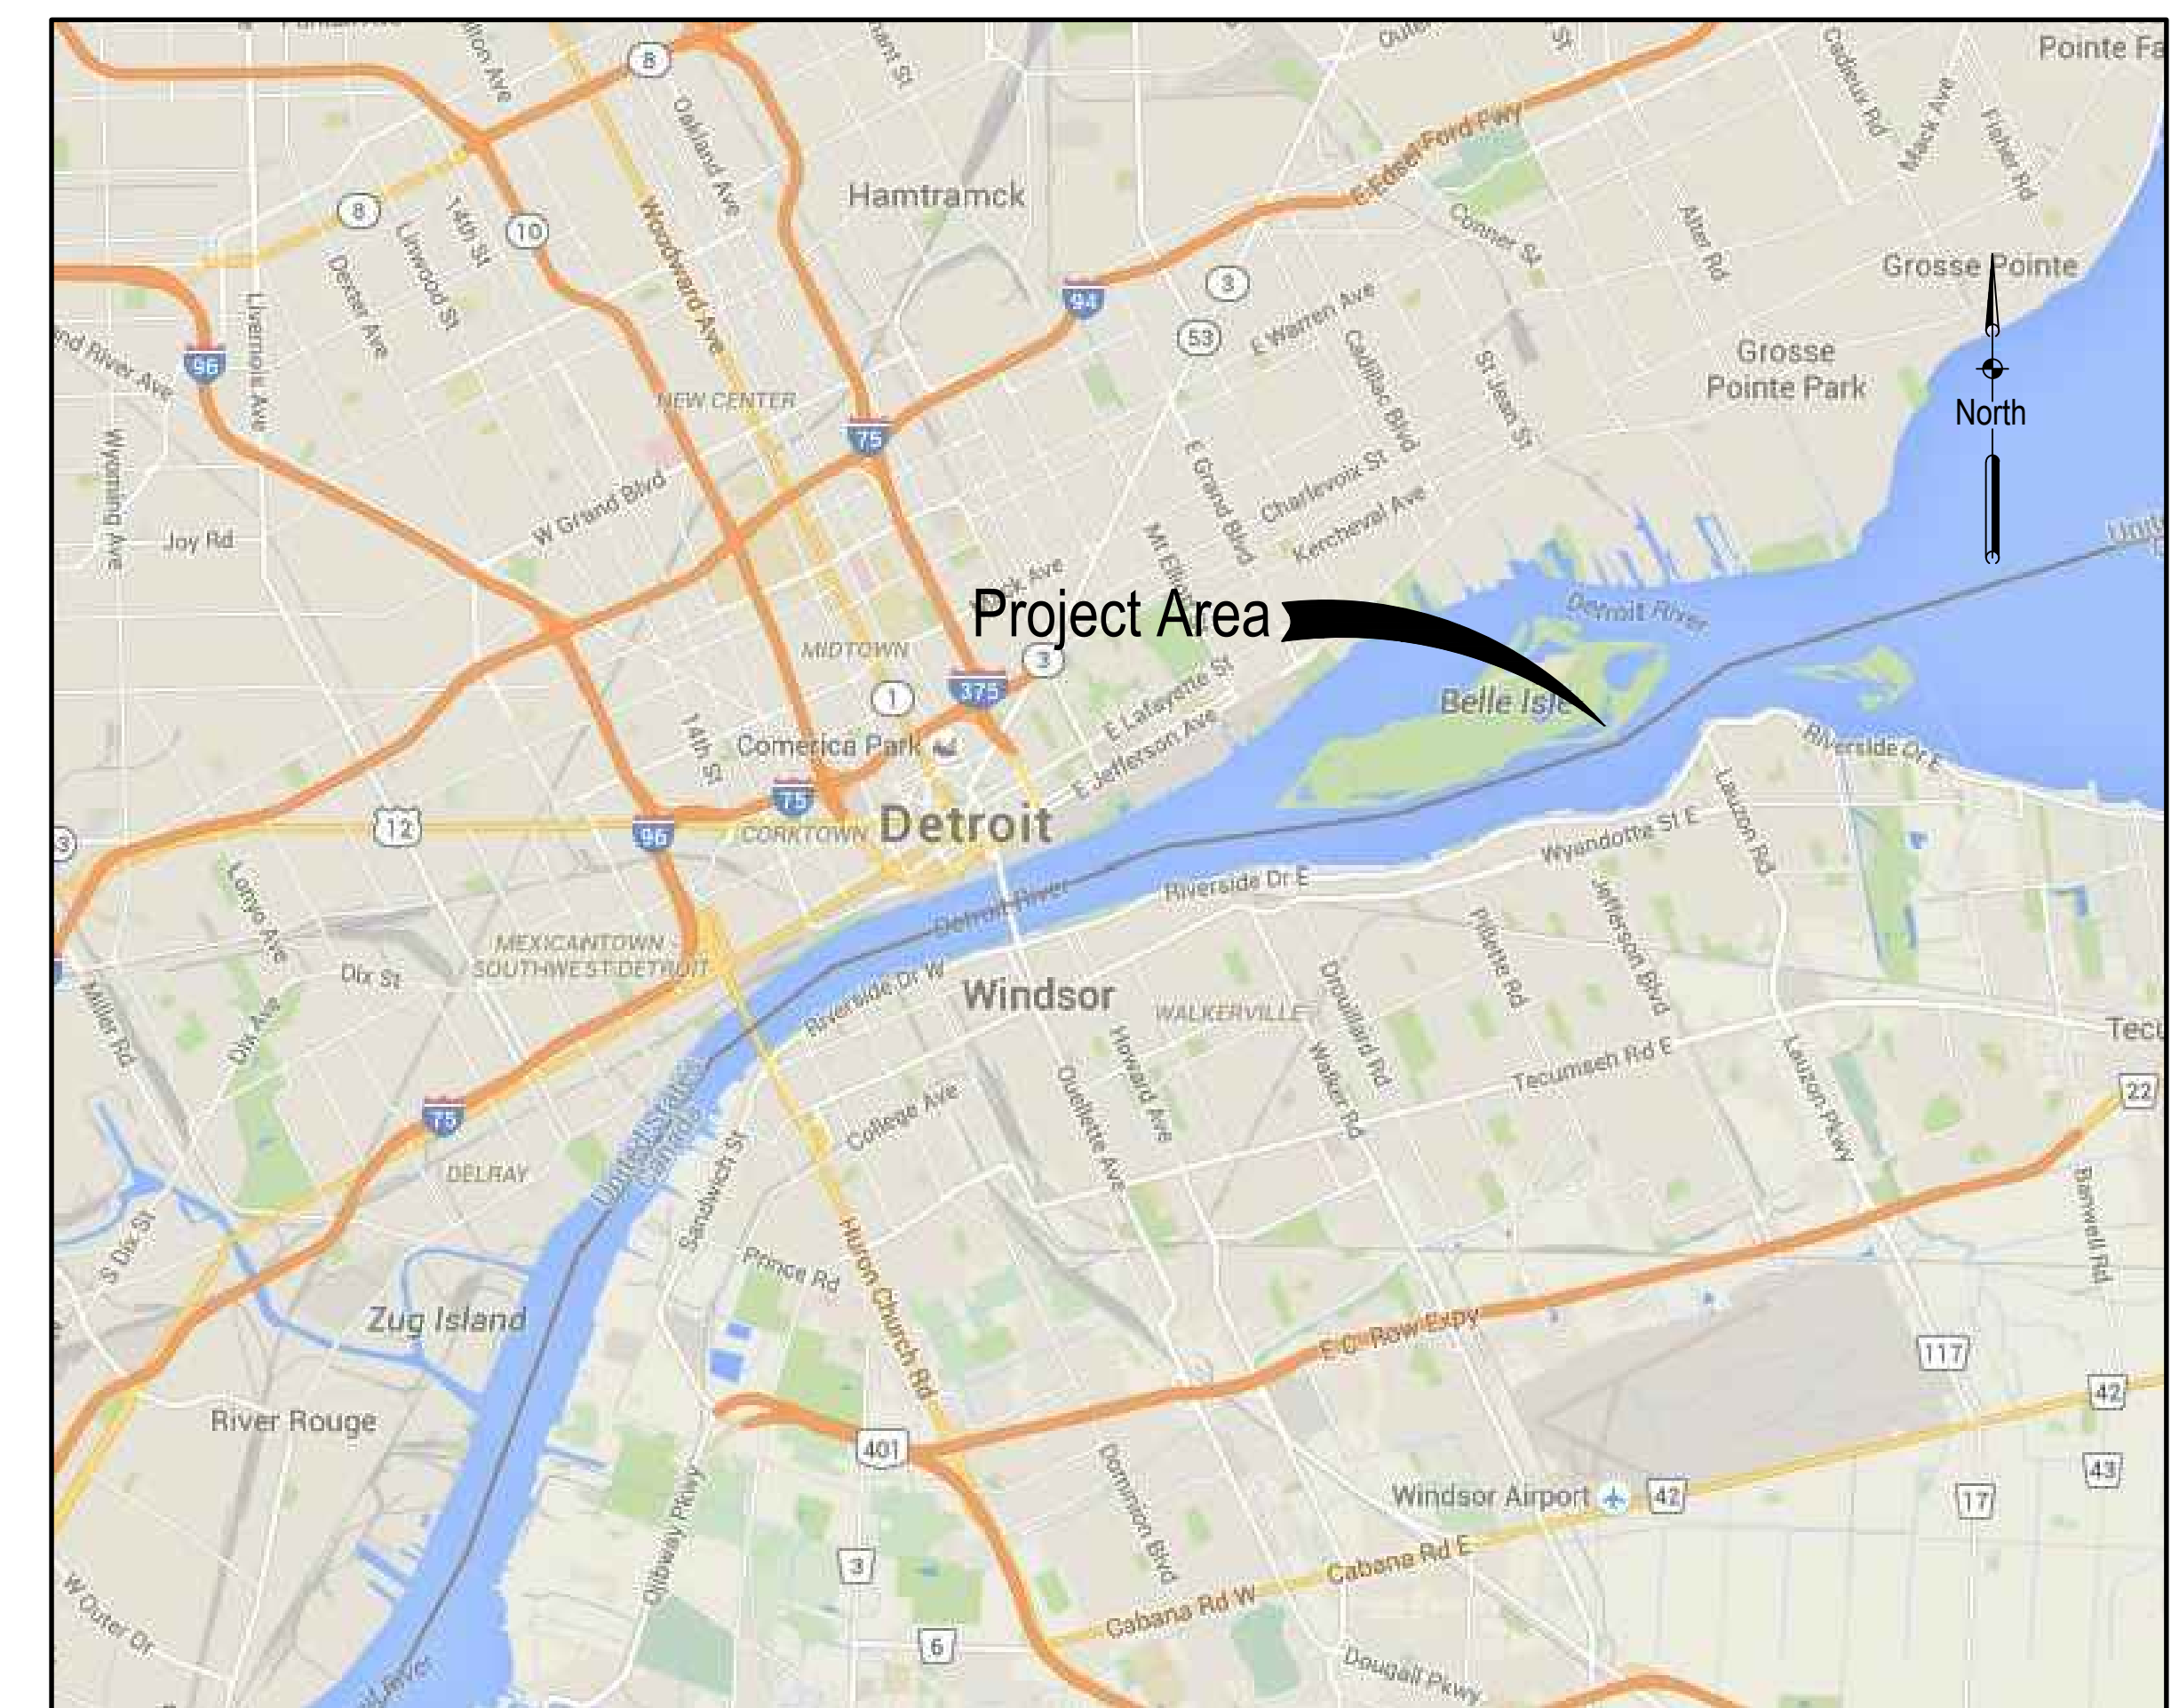 Pointe Fa
8
Oakland Ave
Cadieux Rd
Mack Ave
Fisher Rd
E Edsel Ford Fwy
Hamtramck
8
14th St
Linwood St
Dexter Ave
10
Woodward Ave
Conner St
Alter Rd
Grosse Pointe
94
3
53
E Warren Ave
Livernois Ave
96
nd River Ave
Grosse
Pointe Park
Cadillac Blvd
St Jean St
NEW CENTER
North
75
Wyoming Ave
Joy Rd
W Grand Blvd
E Grand Blvd
Charlevoix St
Kercheval Ave
Project Area
Detroit River
MIDTOWN
3
375
1
E Lafayette St
E Jefferson Ave
Belle Isle
14th St
Comerica Park
Riverside Dr E
75
12
96
CORKTOWN
Detroit
3
Lauzon Rd
Wyandotte St E
Lonyo Ave
Riverside Dr E
Detroit River
Jefferson Blvd
Pillette Rd
MEXICANTOWN -
SOUTHWEST DETROIT
Dix St
Dix Ave
Miller Rd
Riverside Dr W
Windsor
WALKERVILLE
Drouillard Rd
Walker Rd
Howard Ave
Ouellette Ave
Tecumseh Rd E
Lauzon Pkwy
Tecu
22
United States
Canada
College Ave
75
DELRAY
Sandwich St
S Dix St
Prince Rd
Huron Church Rd
Banwell Rd
Zug Island
E C Row Expy
117
42
River Rouge
401
43
Ojibway Pkwy
Dominion Blvd
Windsor Airport
42
17
3
Cabana Rd E
Cabana Rd W
W Outer Dr
6
Dougall Pkwy